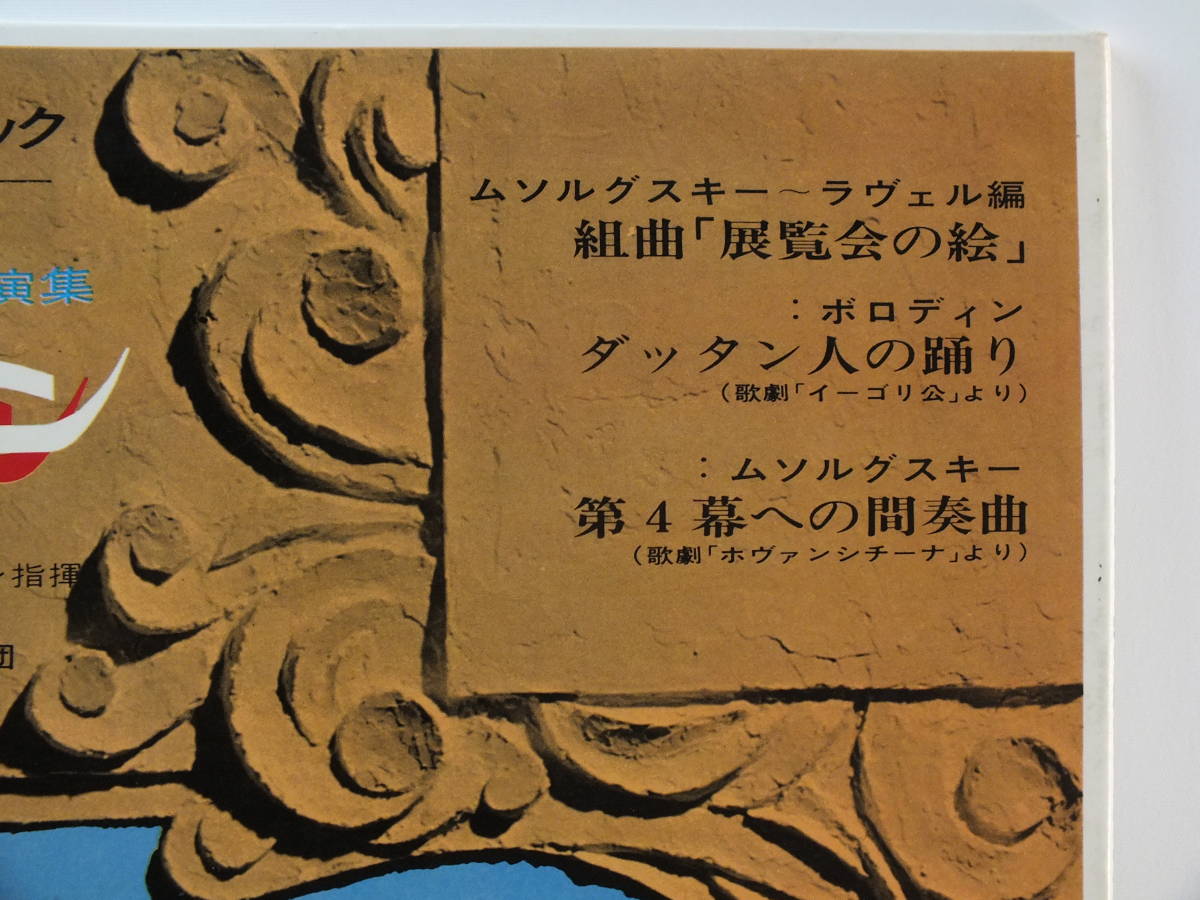 ック
演集
指揮
団
ムソルグスキー～ラヴェル編
組曲「展覧会の絵」
：ボロディン
ダッタン人の踊り
（歌劇「イーゴリ公」より）
：ムソルグスキー
第4幕への間奏曲
（歌劇「ホヴァンシチーナ」より）